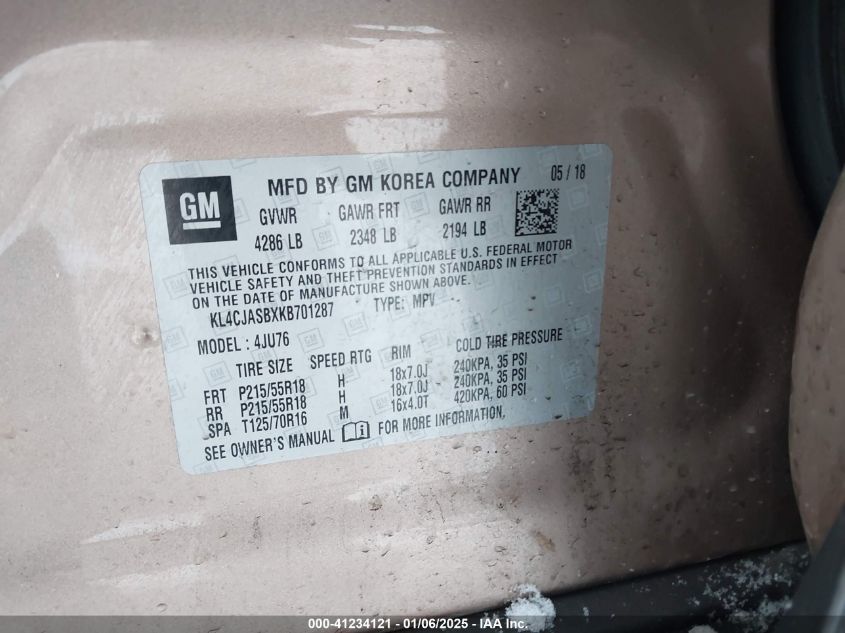 GM
MFD BY GM KOREA COMPANY 05 / 18
GVWR GAWR FRT GAWR RR
4286 LB 2348 LB 2194 LB
THIS VEHICLE CONFORMS TO ALL APPLICABLE U.S. FEDERAL MOTOR
VEHICLE SAFETY AND THEFT PREVENTION STANDARDS IN EFFECT
ON THE DATE OF MANUFACTURE SHOWN ABOVE.
KL4CJASBXKB701287 TYPE: MPV
MODEL : 4JU76
TIRE SIZE SPEED RTG RIM COLD TIRE PRESSURE
FRT P215/55R18 H 18x7.0J 240KPA, 35 PSI
RR P215/55R18 H 18x7.0J 240KPA, 35 PSI
SPA T125/70R16 M 16x4.0T 420KPA, 60 PSI
SEE OWNER'S MANUAL FOR MORE INFORMATION.
000-41234121 - 01/06/2025 - © IAA, Inc.